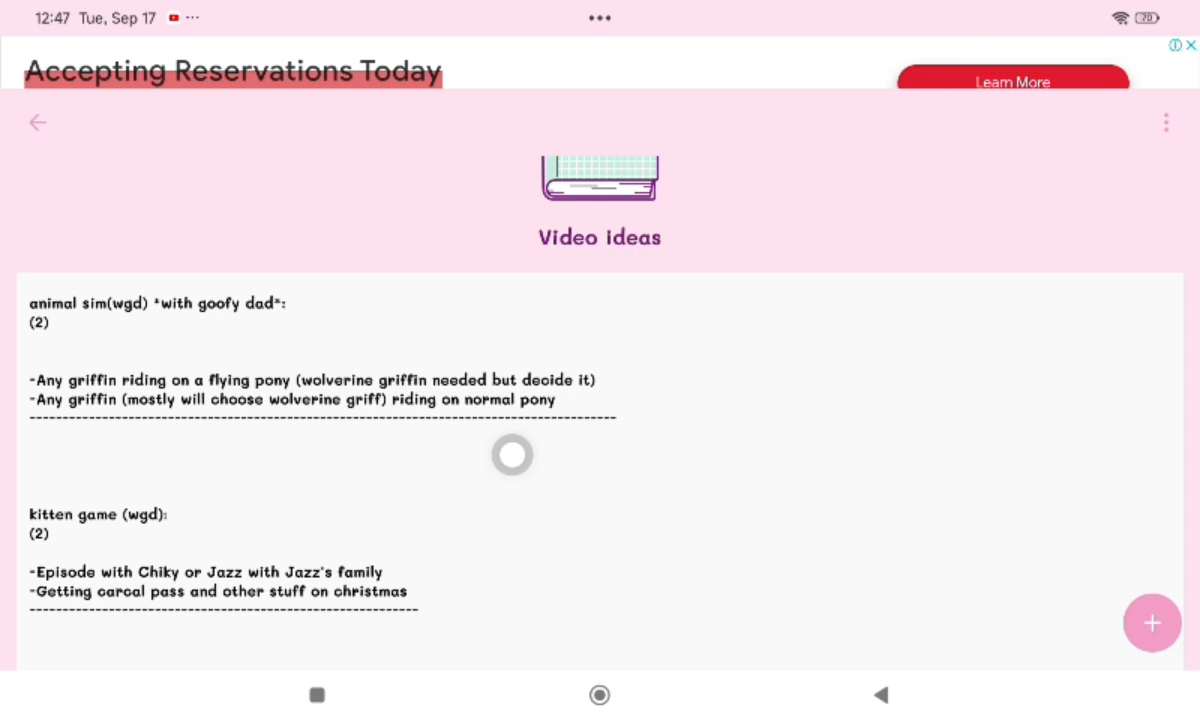 12:47 Tue, Sep 17
70
Accepting Reservations Today
Learn More
Video ideas
animal sim(wgd) *with goofy dad*:
(2)
-Any griffin riding on a flying pony (wolverine griffin needed but decide it)
-Any griffin (mostly will choose wolverine griff) riding on normal pony
-----------------------------------------------------------------------------------------
kitten game (wgd):
(2)
-Episode with Chiky or Jazz with Jazz's family
-Getting carcal pass and other stuff on christmas
-----------------------------------------------------------